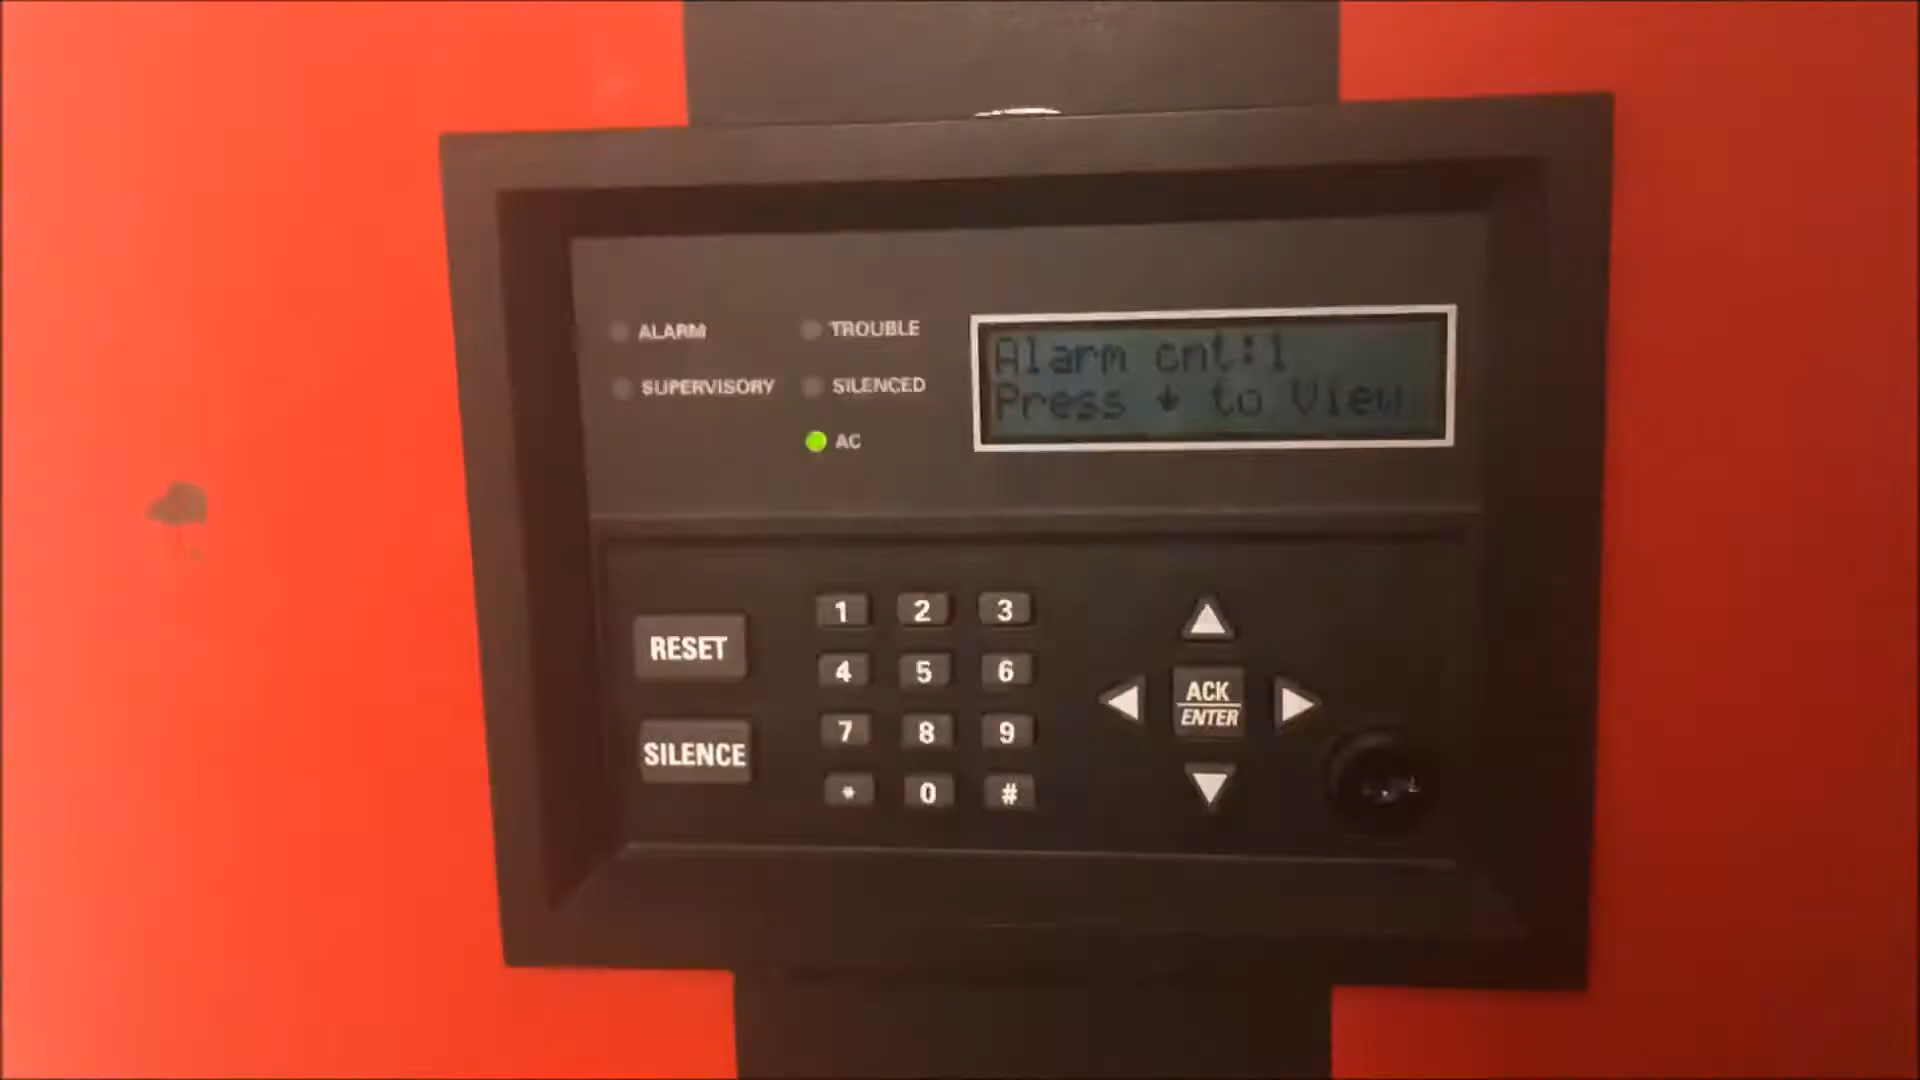 ALARM
TROUBLE
SUPERVISORY
SILENCED
AC
Alarm cnt:1
Press ↓ to View
RESET
SILENCE
1 2 3
4 5 6
7 8 9
* 0 #
ACK
ENTER